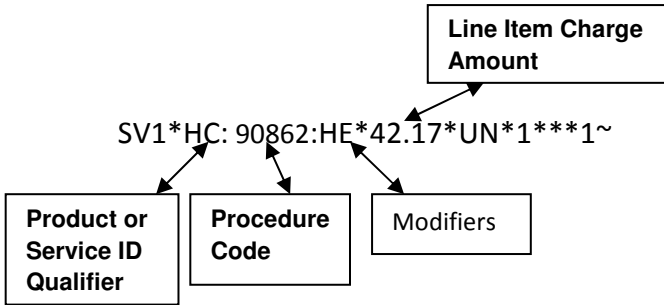 Line Item Charge
Amount
SV1*HC: 90862:HE*42.17*UN*1***1~
Product or
Service ID
Qualifier
Procedure
Code
Modifiers